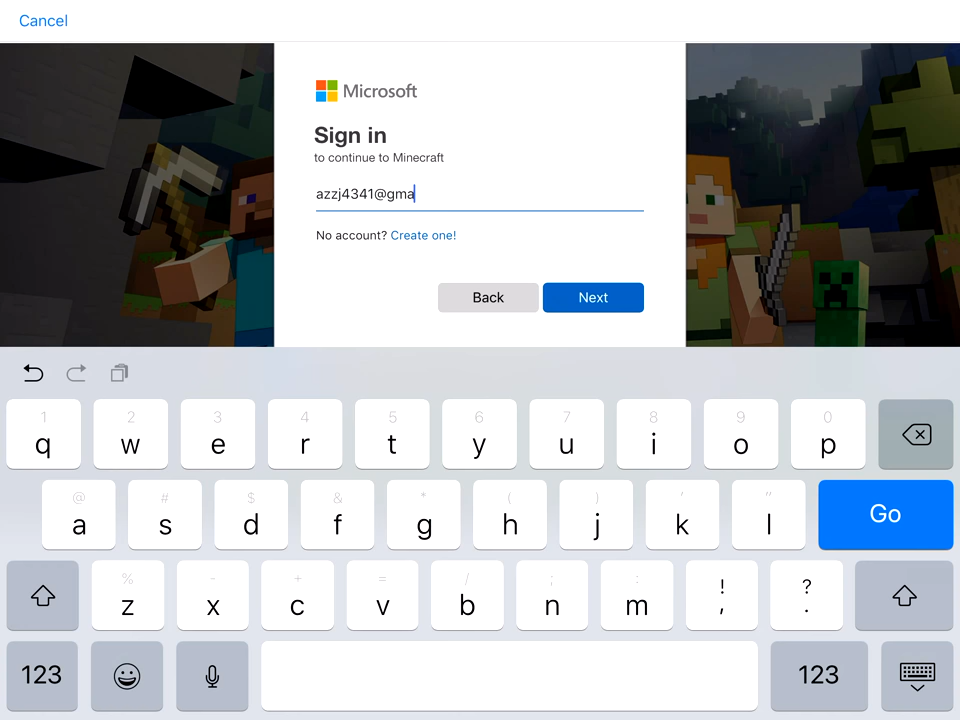 Cancel
Microsoft
Sign in
to continue to Minecraft
azzj4341@gma
No account? Create one!
Back Next
1 2 3 4 5 6 7 8 9 0
q w e r t y u i o p
@ # $ & * ( ) ' "
a s d f g h j k l Go
% - + = / ; : ! ?
z x c v b n m , .
123 123